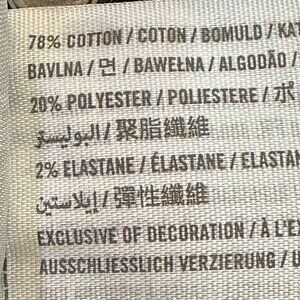 78% COTTON / COTON / BOMULD / KAT
BAVLNA / 면 / BAWEŁNA / ALGODÃO /
20% POLYESTER / POLIESTERE / ポ
البوليستر / 聚脂纖維
2% ELASTANE / ÉLASTANE / ELASTAN
إيلاستين / 彈性纖維
EXCLUSIVE OF DECORATION / À L'EX
AUSSCHLIESSLICH VERZIERUNG / U